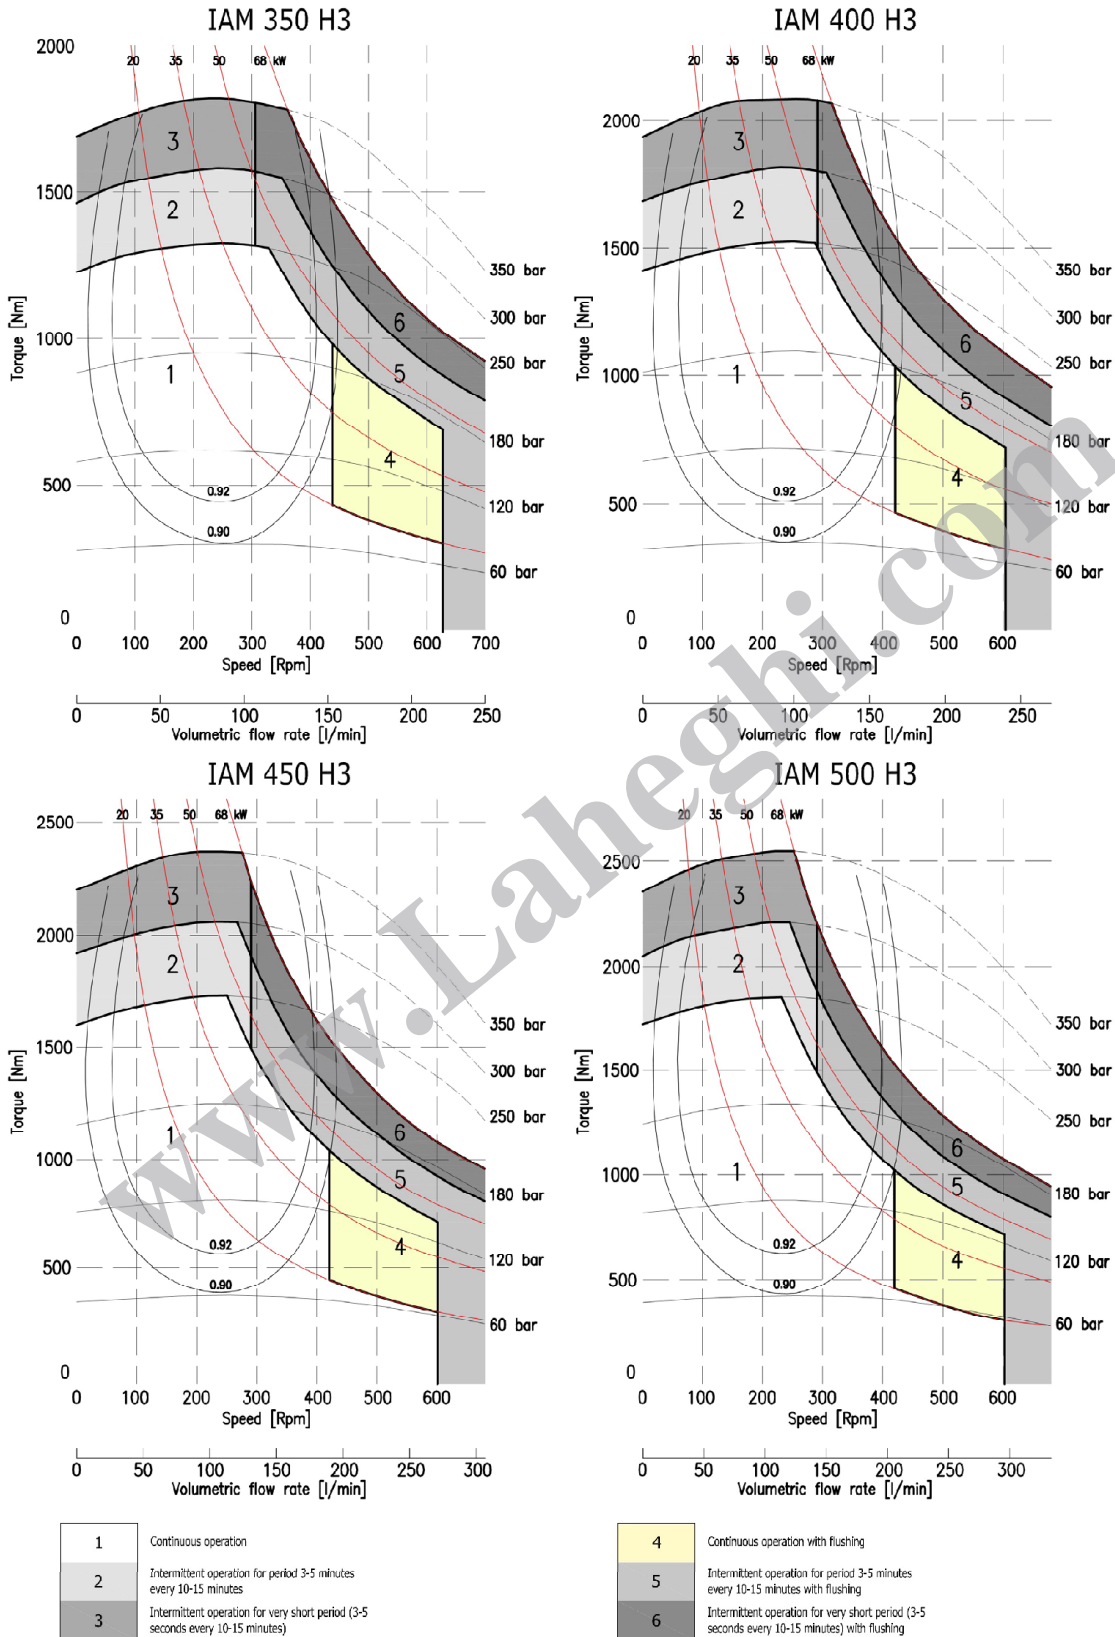 IAM 350 H3
2000
20 35 50 68 kW
3
1500
2
350 bar
300 bar
6
1000
250 bar
1
5
180 bar
4
500
0.92
120 bar
0.90
60 bar
0
Torque [Nm]
0 100 200 300 400 500 600 700
Speed [Rpm]
0 50 100 150 200 250
Volumetric flow rate [l/min]
IAM 400 H3
20 35 50 68 kW
2000
3
2
1500
350 bar
300 bar
6
250 bar
1000
1
5
180 bar
4
0.92
500
120 bar
0.90
60 bar
0
Torque [Nm]
0 100 200 300 400 500 600
Speed [Rpm]
0 50 100 150 200 250
Volumetric flow rate [l/min]
IAM 450 H3
2500
20 35 50 68 kW
3
2000
2
1500
350 bar
300 bar
250 bar
1
6
1000
5
180 bar
0.92
4
120 bar
500
0.90
60 bar
0
Torque [Nm]
0 100 200 300 400 500 600
Speed [Rpm]
0 50 100 150 200 250 300
Volumetric flow rate [l/min]
IAM 500 H3
20 35 50 68 kW
2500
3
2000
2
350 bar
1500
300 bar
250 bar
6
1000
1
5
180 bar
0.92
4
120 bar
500
0.90
60 bar
0
Torque [Nm]
0 100 200 300 400 500 600
Speed [Rpm]
0 50 100 150 200 250 300
Volumetric flow rate [l/min]
www.Laheghi.com
1 Continuous operation
2 Intermittent operation for period 3-5 minutes
every 10-15 minutes
3 Intermittent operation for very short period (3-5
seconds every 10-15 minutes)
4 Continuous operation with flushing
5 Intermittent operation for period 3-5 minutes
every 10-15 minutes with flushing
6 Intermittent operation for very short period (3-5
seconds every 10-15 minutes) with flushing